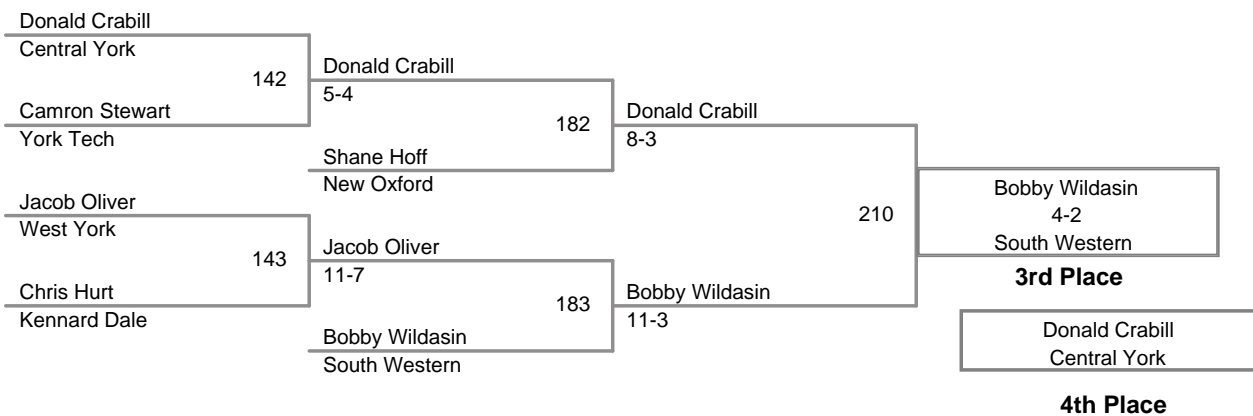 Donald Crabill
Central York
142
Camron Stewart
York Tech
Jacob Oliver
West York
143
Chris Hurt
Kennard Dale
Donald Crabill
5-4
182
Shane Hoff
New Oxford
Jacob Oliver
11-7
183
Bobby Wildasin
South Western
Donald Crabill
8-3
210
Bobby Wildasin
11-3
Bobby Wildasin
4-2
South Western
3rd Place
Donald Crabill
Central York
4th Place